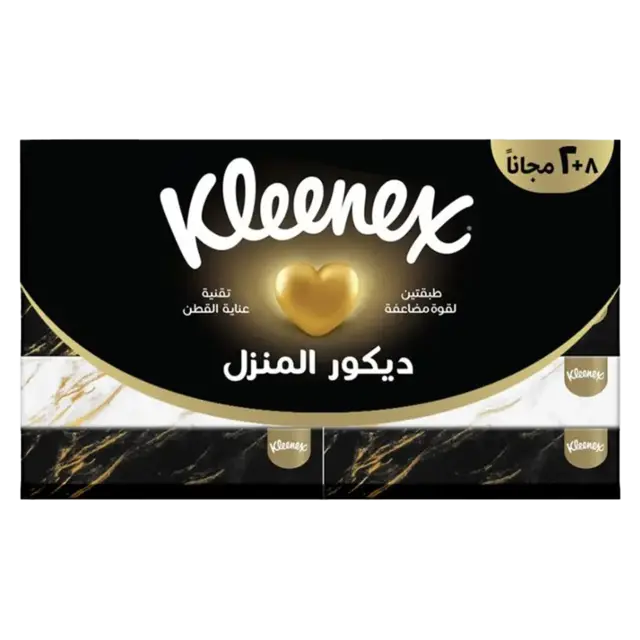 ٨+٢ مجاناً
Kleenex
طبقتين
لقوة مضاعفة
تقنية
عناية القطن
ديكور المنزل
Kleenex
Kleenex
Kleenex